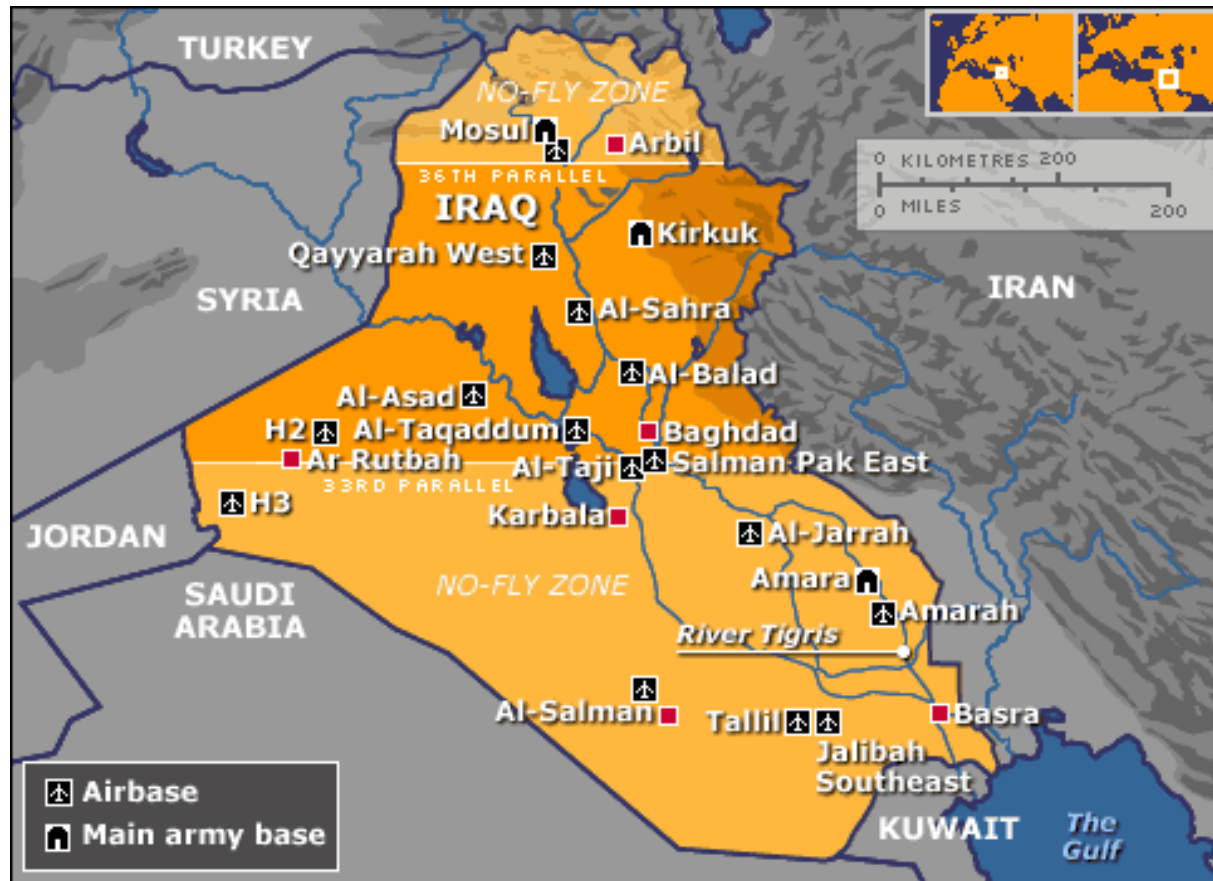 TURKEY
NO-FLY ZONE
Mosul
Arbil
0 KILOMETRES 200
0 MILES 200
36TH PARALLEL
IRAQ
Kirkuk
Qayyarah West
SYRIA
IRAN
Al-Sahra
Al-Balad
Al-Asad
H2
Al-Taqaddum
Baghdad
Ar Rutbah
Al-Taji
Salman Pak East
33RD PARALLEL
H3
Karbala
JORDAN
Al-Jarrah
NO-FLY ZONE
Amara
SAUDI
ARABIA
Amarah
River Tigris
Al-Salman
Tallil
Basra
Jalibah
Southeast
Airbase
Main army base
KUWAIT
The
Gulf